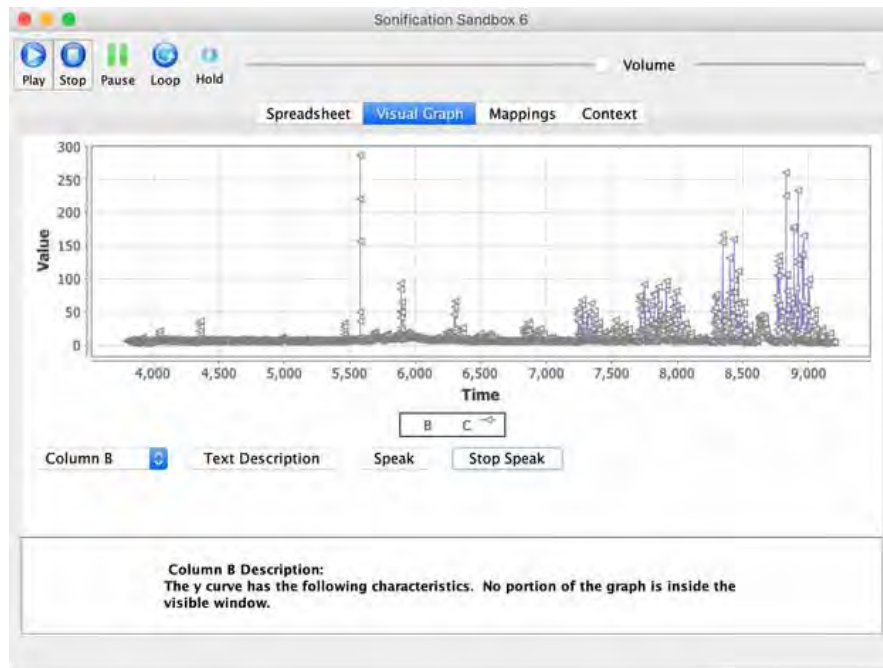 Sonification Sandbox 6
Play Stop Pause Loop Hold Volume
Spreadsheet Visual Graph Mappings Context
300
250
200
150
100
50
0
Value
4,000 4,500 5,000 5,500 6,000 6,500 7,000 7,500 8,000 8,500 9,000
Time
B C
Column B Text Description Speak Stop Speak
Column B Description:
The y curve has the following characteristics. No portion of the graph is inside the
visible window.